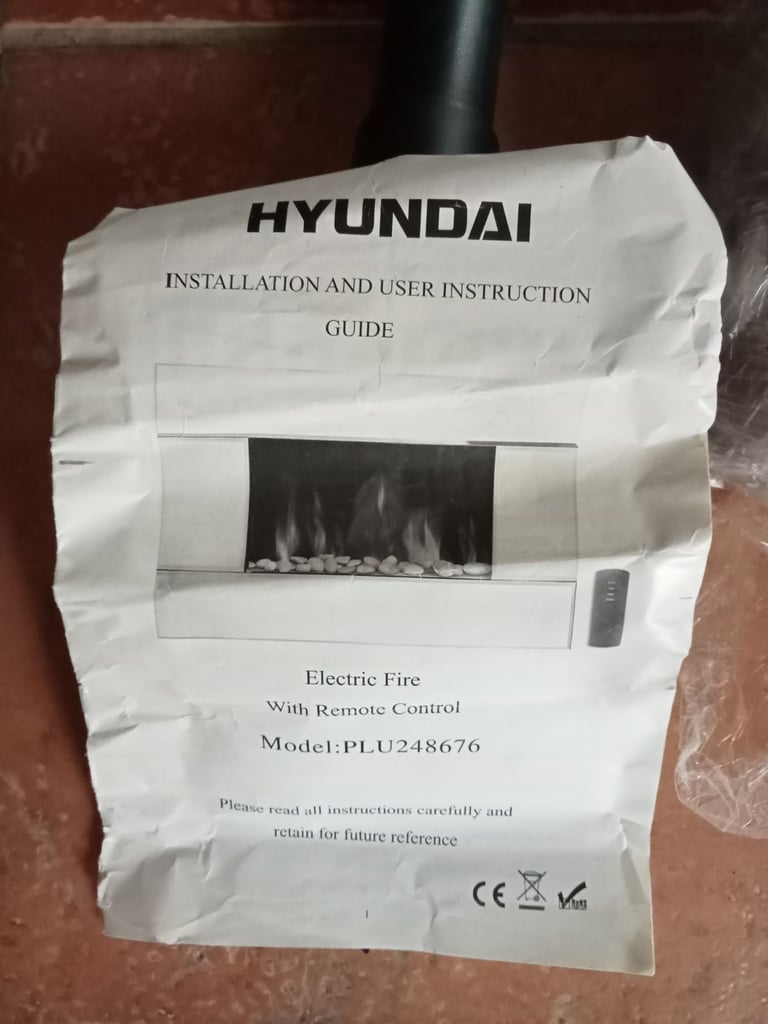 HYUNDAI
INSTALLATION AND USER INSTRUCTION
GUIDE
Electric Fire
With Remote Control
Model:PLU248676
Please read all instructions carefully and
retain for future reference
CE
RoHS